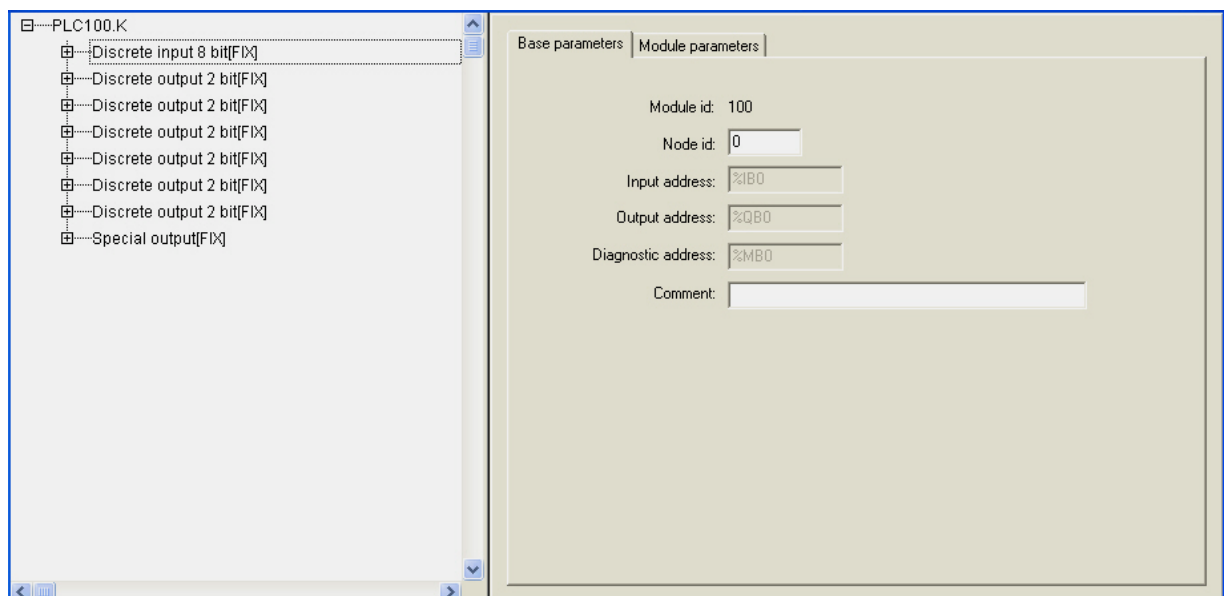 PLC100.K
Discrete input 8 bit[FIX]
Discrete output 2 bit[FIX]
Discrete output 2 bit[FIX]
Discrete output 2 bit[FIX]
Discrete output 2 bit[FIX]
Discrete output 2 bit[FIX]
Discrete output 2 bit[FIX]
Special output[FIX]
Base parameters Module parameters
Module id: 100
Node id: 0
Input address: %IB0
Output address: %QB0
Diagnostic address: %MB0
Comment: